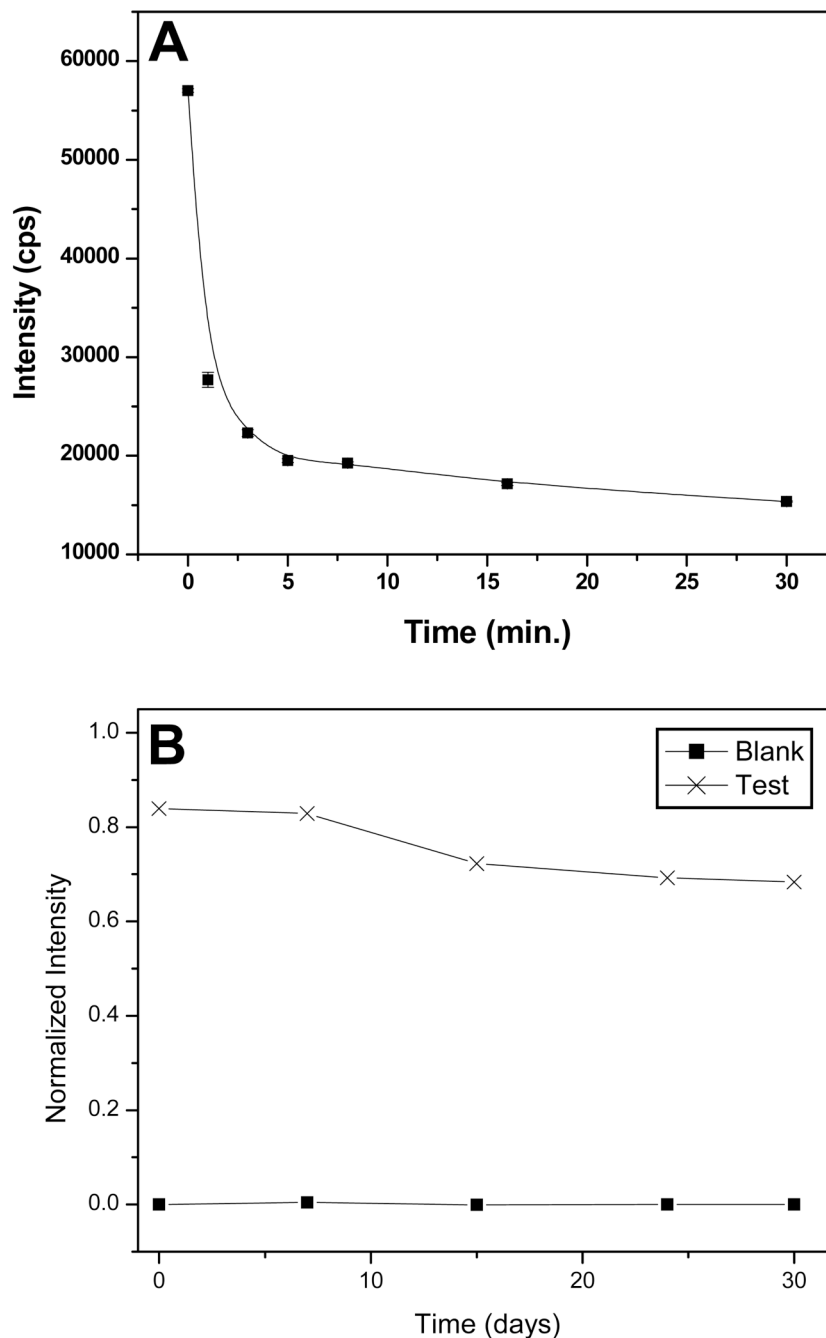 A
60000
50000
40000
30000
20000
10000
Intensity (cps)
0 5 10 15 20 25 30
Time (min.)
B
Blank
Test
1.0
0.8
0.6
0.4
0.2
0.0
Normalized Intensity
0 10 20 30
Time (days)